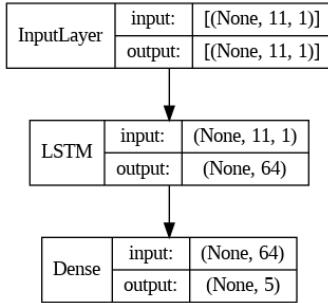 InputLayer input: [(None, 11, 1)]
output: [(None, 11, 1)]
LSTM input: (None, 11, 1)
output: (None, 64)
Dense input: (None, 64)
output: (None, 5)